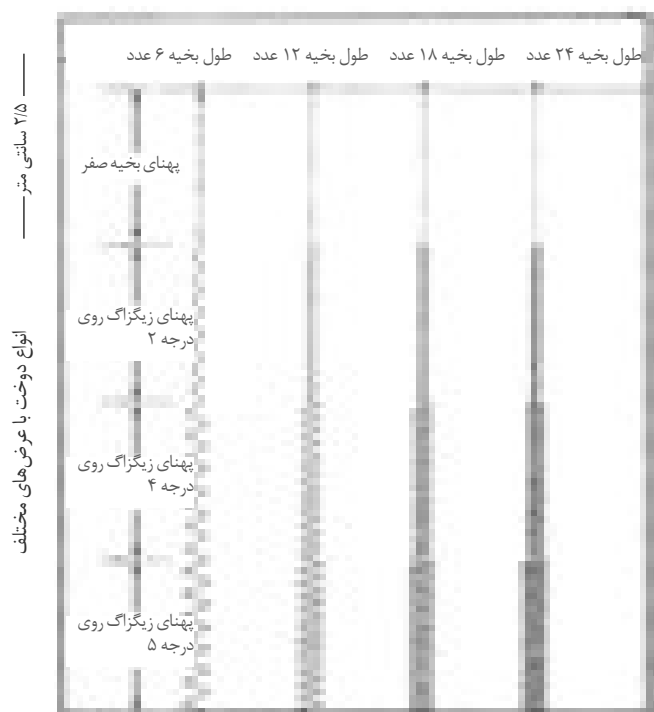 طول بخیه ۲۴ عدد
طول بخیه ۱۸ عدد
طول بخیه ۱۲ عدد
طول بخیه ۶ عدد
پهنای بخیه صفر
پهنای زیگزاگ روی
درجه ۲
پهنای زیگزاگ روی
درجه ۴
پهنای زیگزاگ روی
درجه ۵
۲/۵ سانتی متر
انواع دوخت با عرض‌های مختلف